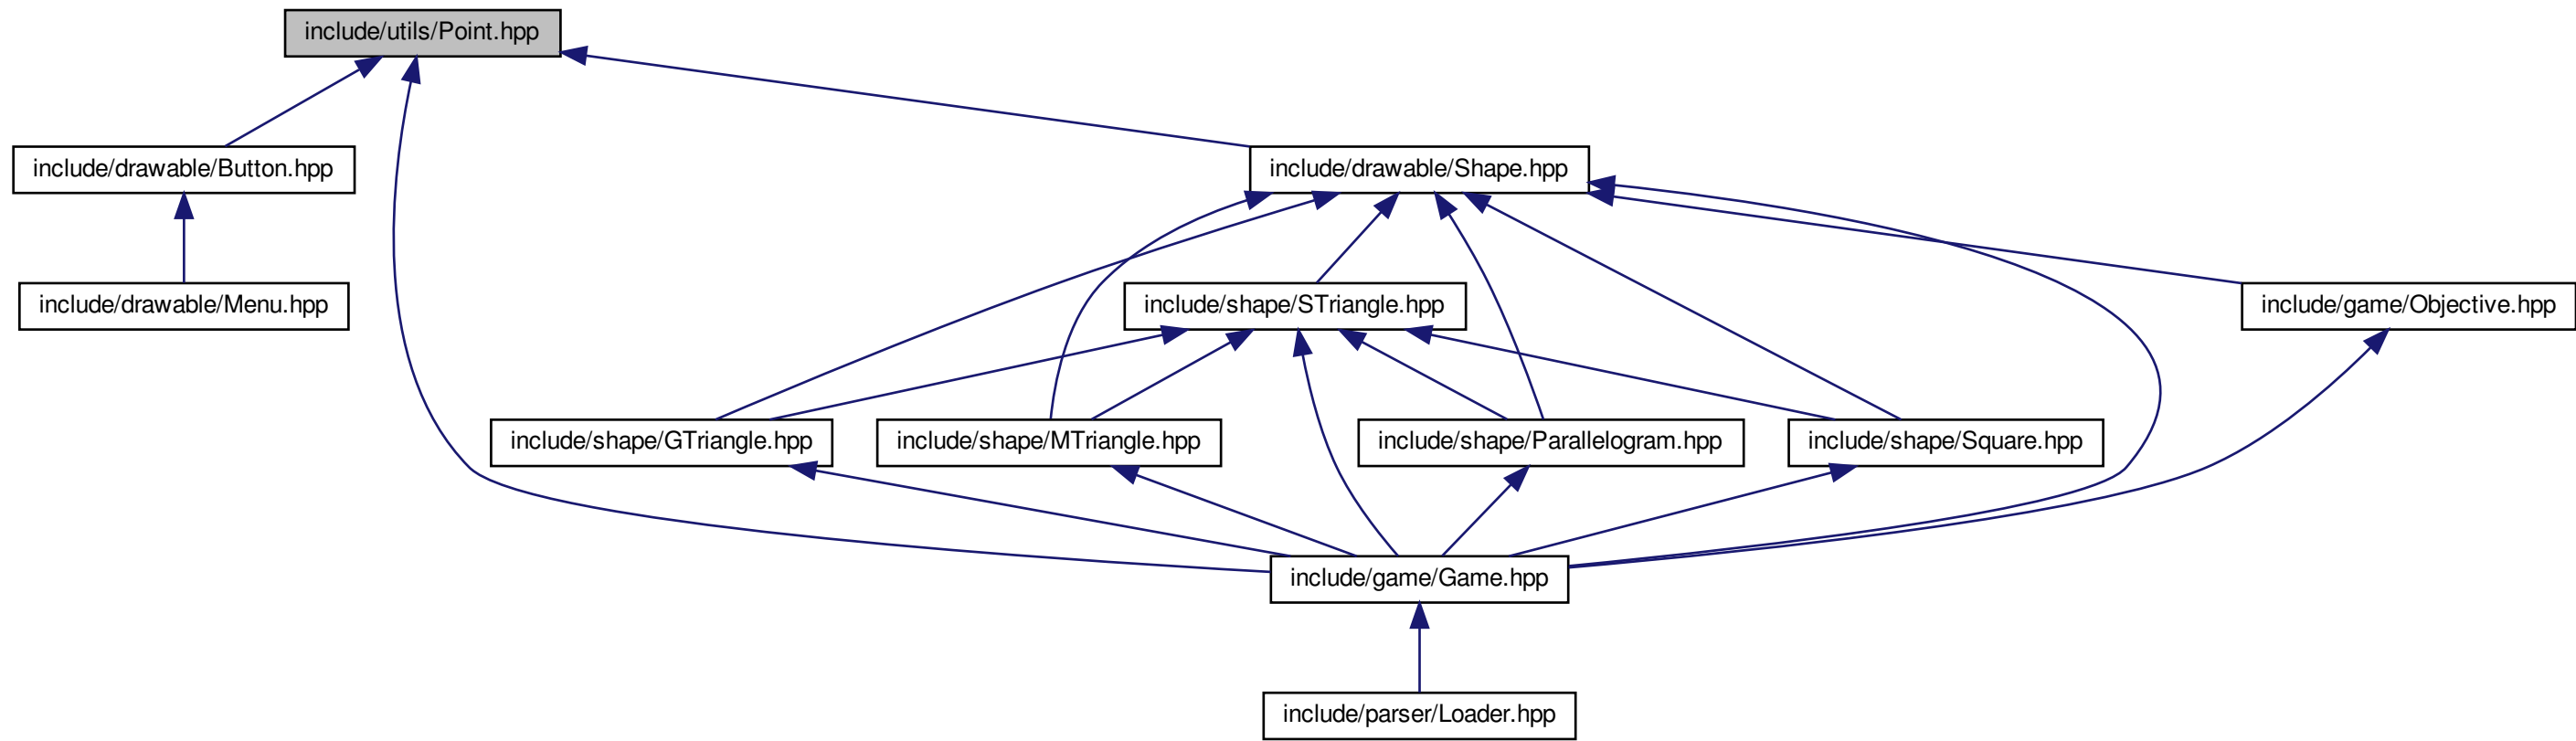 include/utils/Point.hpp
include/drawable/Button.hpp
include/drawable/Shape.hpp
include/drawable/Menu.hpp
include/shape/STriangle.hpp
include/game/Objective.hpp
include/shape/GTriangle.hpp
include/shape/MTriangle.hpp
include/shape/Parallelogram.hpp
include/shape/Square.hpp
include/game/Game.hpp
include/parser/Loader.hpp